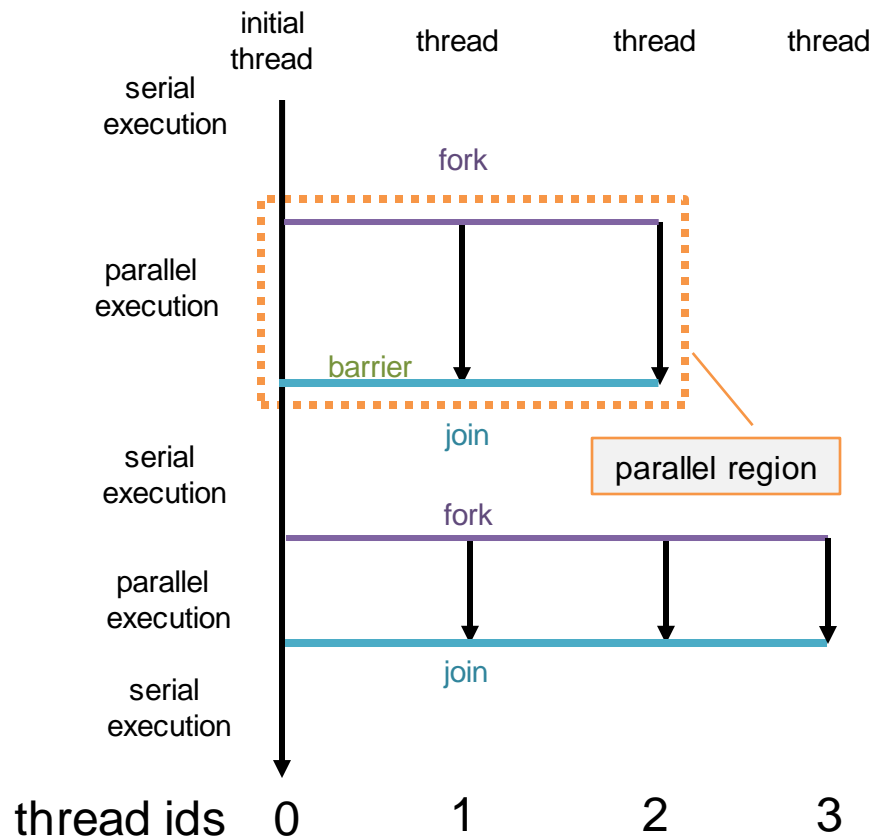 initial
thread
thread
thread
thread
serial
execution
fork
parallel
execution
barrier
join
serial
execution
parallel region
fork
parallel
execution
join
serial
execution
thread ids 0 1 2 3